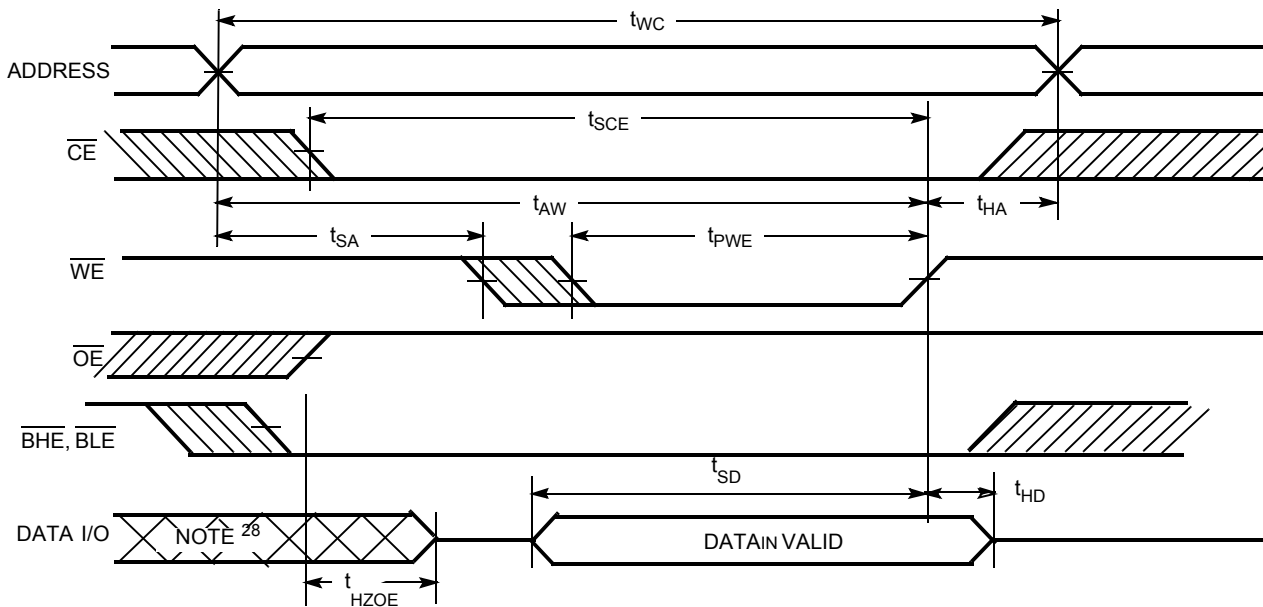 tWC
ADDRESS
tSCE
CE
tAW
tHA
tSA
tPWE
WE
OE
BHE, BLE
tSD
tHD
DATA I/O
NOTE 28
DATAIN VALID
tHZOE